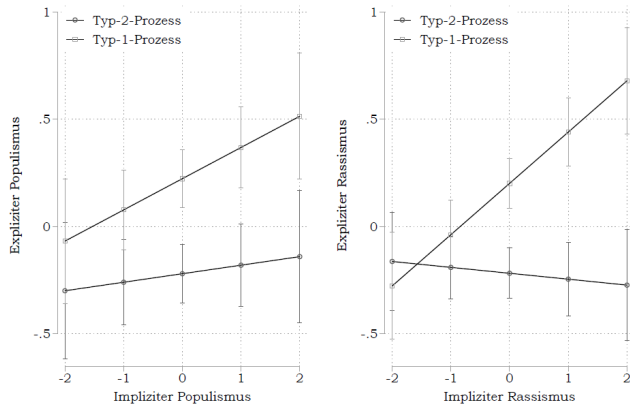 1
Typ-2-Prozess
Typ-1-Prozess
.5
0
-.5
Expliziter Populismus
-2 -1 0 1 2
Impliziter Populismus
1
Typ-2-Prozess
Typ-1-Prozess
.5
0
-.5
Expliziter Rassismus
-2 -1 0 1 2
Impliziter Rassismus